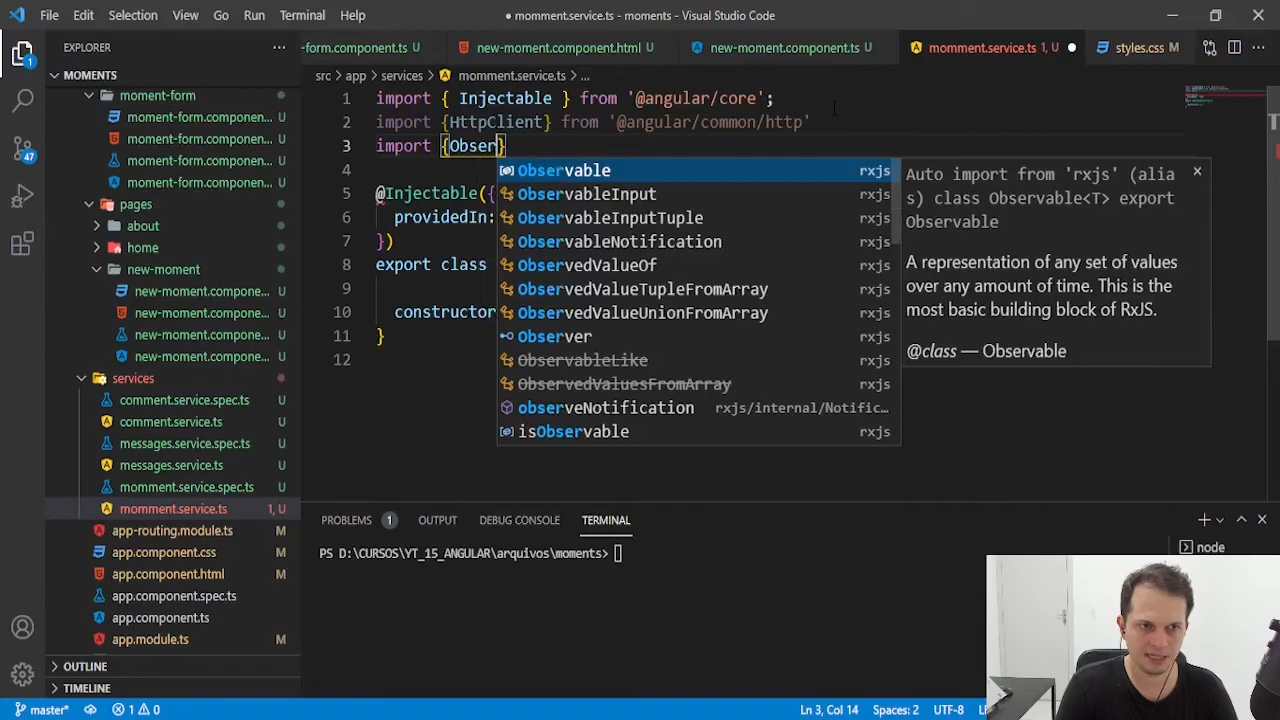 File Edit Selection View Go Run Terminal Help
● momment.service.ts - moments - Visual Studio Code
EXPLORER
-form.component.ts U
new-moment.component.html U
new-moment.component.ts U
momment.service.ts 1, U
styles.css M
MOMENTS
src > app > services > momment.service.ts > ...
moment-form
moment-form.component... U
moment-form.component... U
moment-form.component... U
moment-form.component... U
pages
about
home
new-moment
new-moment.component... U
new-moment.component... U
new-moment.component... U
new-moment.component... U
services
comment.service.spec.ts U
comment.service.ts U
messages.service.spec.ts U
messages.service.ts U
momment.service.spec.ts U
momment.service.ts 1, U
app-routing.module.ts M
app.component.css M
app.component.html M
app.component.spec.ts U
app.component.ts U
app.module.ts M
OUTLINE
TIMELINE
1 import { Injectable } from '@angular/core';
2 import {HttpClient} from '@angular/common/http'
3 import {Obser}
4
5 @Injectable({
6 providedIn:
7 })
8 export class
9
10 constructor
11 }
12
Observable rxjs
ObservableInput rxjs
ObservableInputTuple rxjs
ObservableNotification rxjs
ObservedValueOf rxjs
ObservedValueTupleFromArray rxjs
ObservedValueUnionFromArray rxjs
Observer rxjs
ObservableLike rxjs
ObservedValuesFromArray rxjs
observeNotification rxjs/internal/Notific...
isObservable rxjs
Auto import from 'rxjs' (alia
s) class Observable<T> export
Observable
A representation of any set of values
over any amount of time. This is the
most basic building block of RxJS.
@class — Observable
PROBLEMS 1 OUTPUT DEBUG CONSOLE TERMINAL
PS D:\CURSOS\YT_15_ANGULAR\arquivos\moments>
node
1
47
master* 1 0
Ln 3, Col 14 Spaces: 2 UTF-8